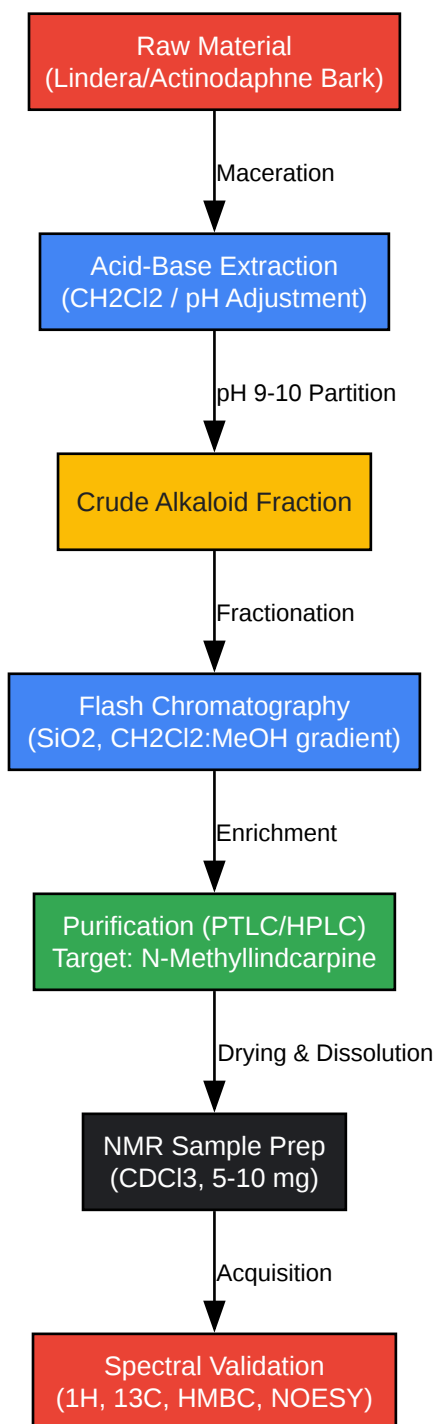 Raw Material
(Lindera/Actinodaphne Bark)
Maceration
Acid-Base Extraction
(CH2Cl2 / pH Adjustment)
pH 9-10 Partition
Crude Alkaloid Fraction
Fractionation
Flash Chromatography
(SiO2, CH2Cl2:MeOH gradient)
Enrichment
Purification (PTLC/HPLC)
Target: N-Methyllindcarpine
Drying & Dissolution
NMR Sample Prep
(CDCl3, 5-10 mg)
Acquisition
Spectral Validation
(1H, 13C, HMBC, NOESY)